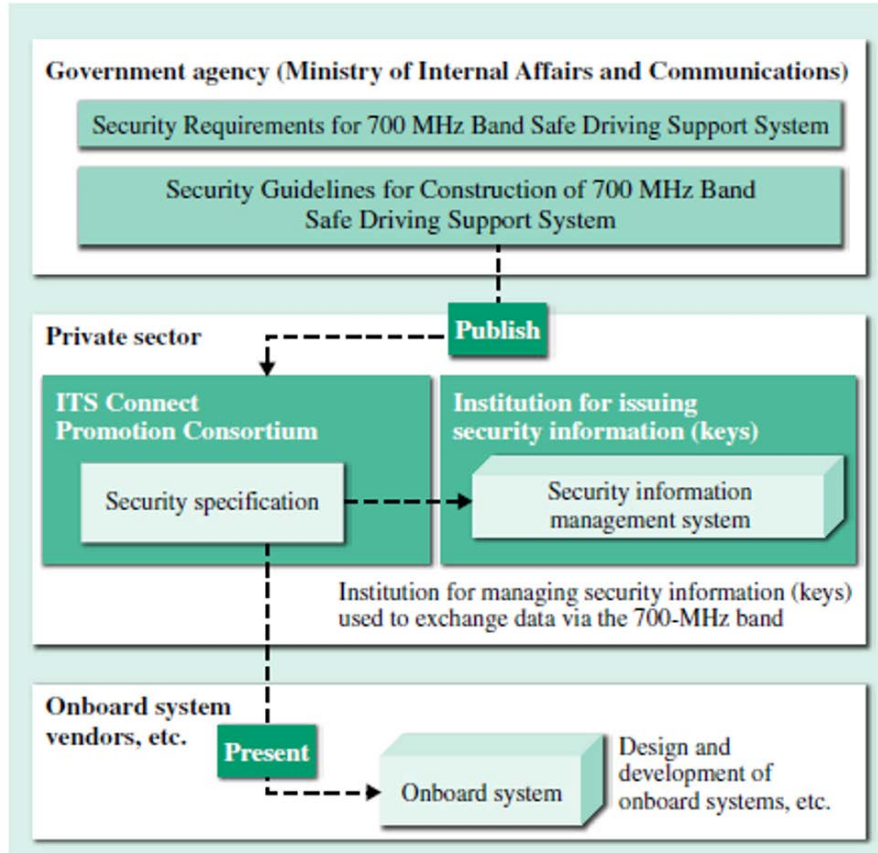 Government agency (Ministry of Internal Affairs and Communications)
Security Requirements for 700 MHz Band Safe Driving Support System
Security Guidelines for Construction of 700 MHz Band
Safe Driving Support System
Publish
Private sector
ITS Connect
Promotion Consortium
Security specification
Institution for issuing
security information (keys)
Security information
management system
Institution for managing security information (keys)
used to exchange data via the 700-MHz band
Onboard system
vendors, etc.
Present
Onboard system
Design and
development of
onboard systems, etc.